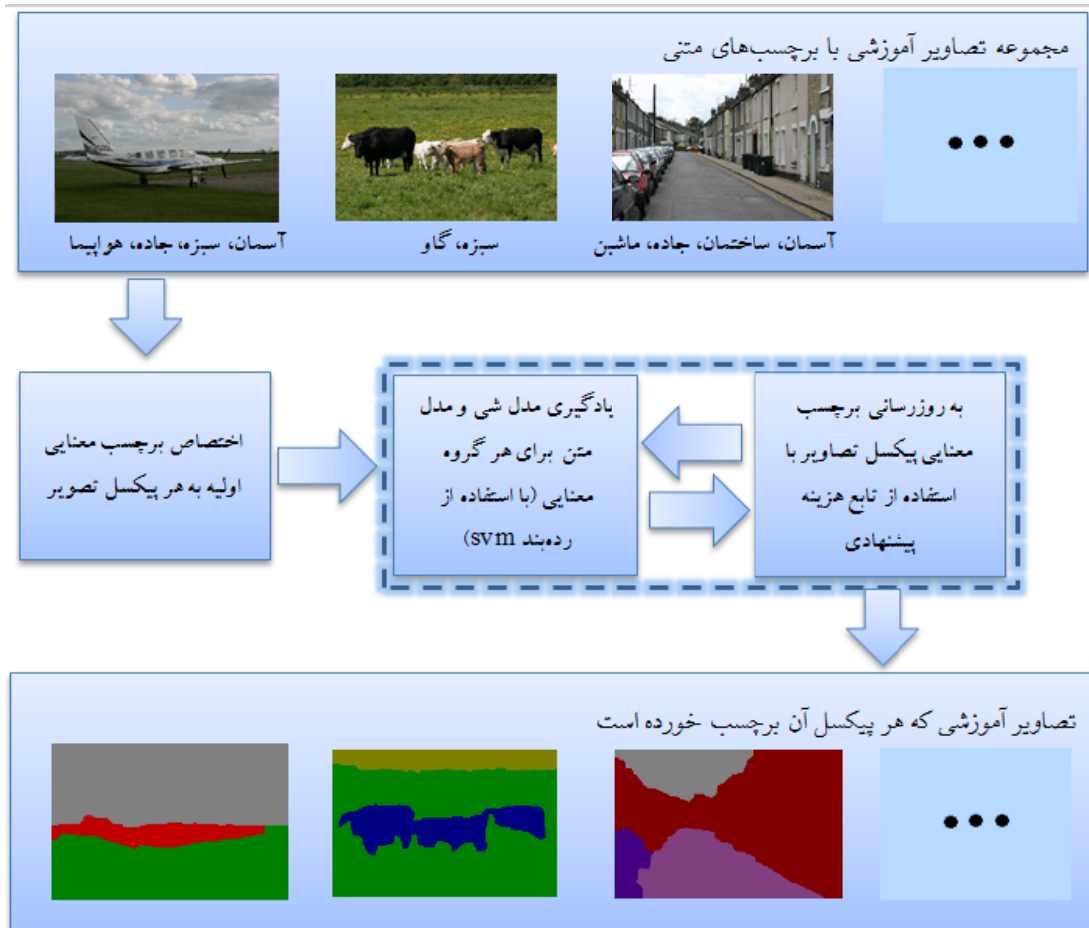 مجموعه تصاویر آموزشی با برچسب‌های متنی
آسمان، سبزه، جاده، هواپیما
سبزه، گاو
آسمان، ساختمان، جاده، ماشین
اختصاص برچسب معنایی
اولیه به هر پیکسل تصویر
یادگیری مدل شی و مدل
متن برای هر گروه
معنایی (با استفاده از
رده‌بند svm)
به روزرسانی برچسب
معنایی پیکسل تصاویر با
استفاده از تابع هزینه
پیشنهادی
تصاویر آموزشی که هر پیکسل آن برچسب خورده است